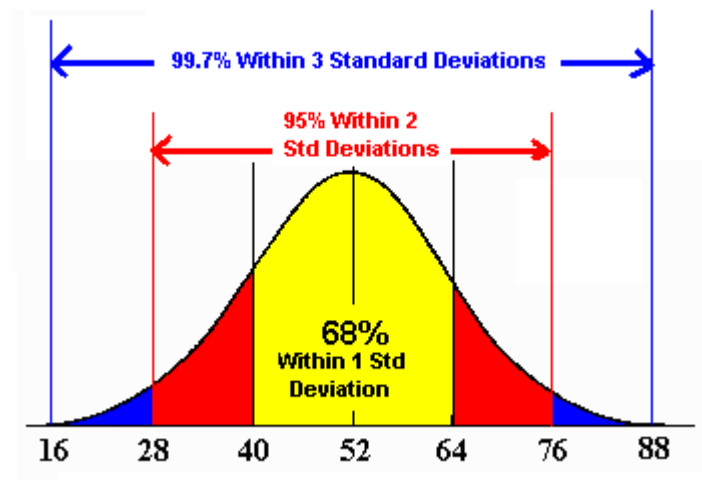 99.7% Within 3 Standard Deviations
95% Within 2
Std Deviations
68%
Within 1 Std
Deviation
16 28 40 52 64 76 88